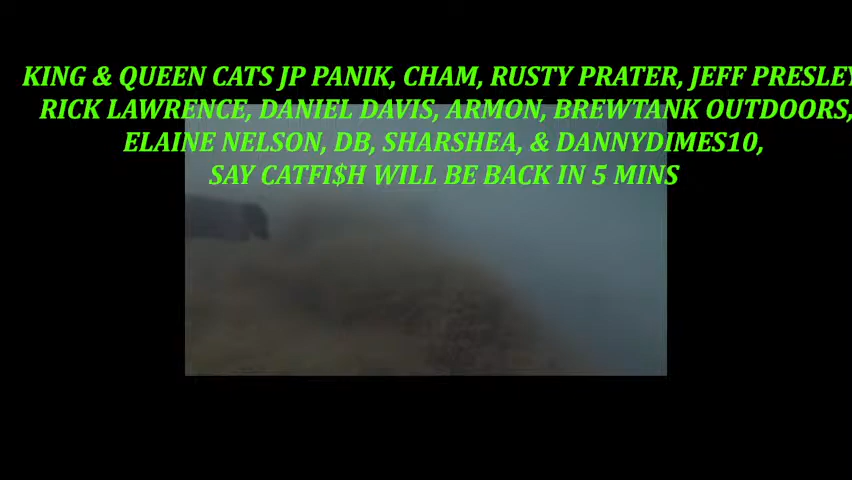 KING & QUEEN CATS JP PANIK, CHAM, RUSTY PRATER, JEFF PRESLEY
RICK LAWRENCE, DANIEL DAVIS, ARMON, BREWTANK OUTDOORS,
ELAINE NELSON, DB, SHARSHEA, & DANNYDIMES10,
SAY CATFI$H WILL BE BACK IN 5 MINS